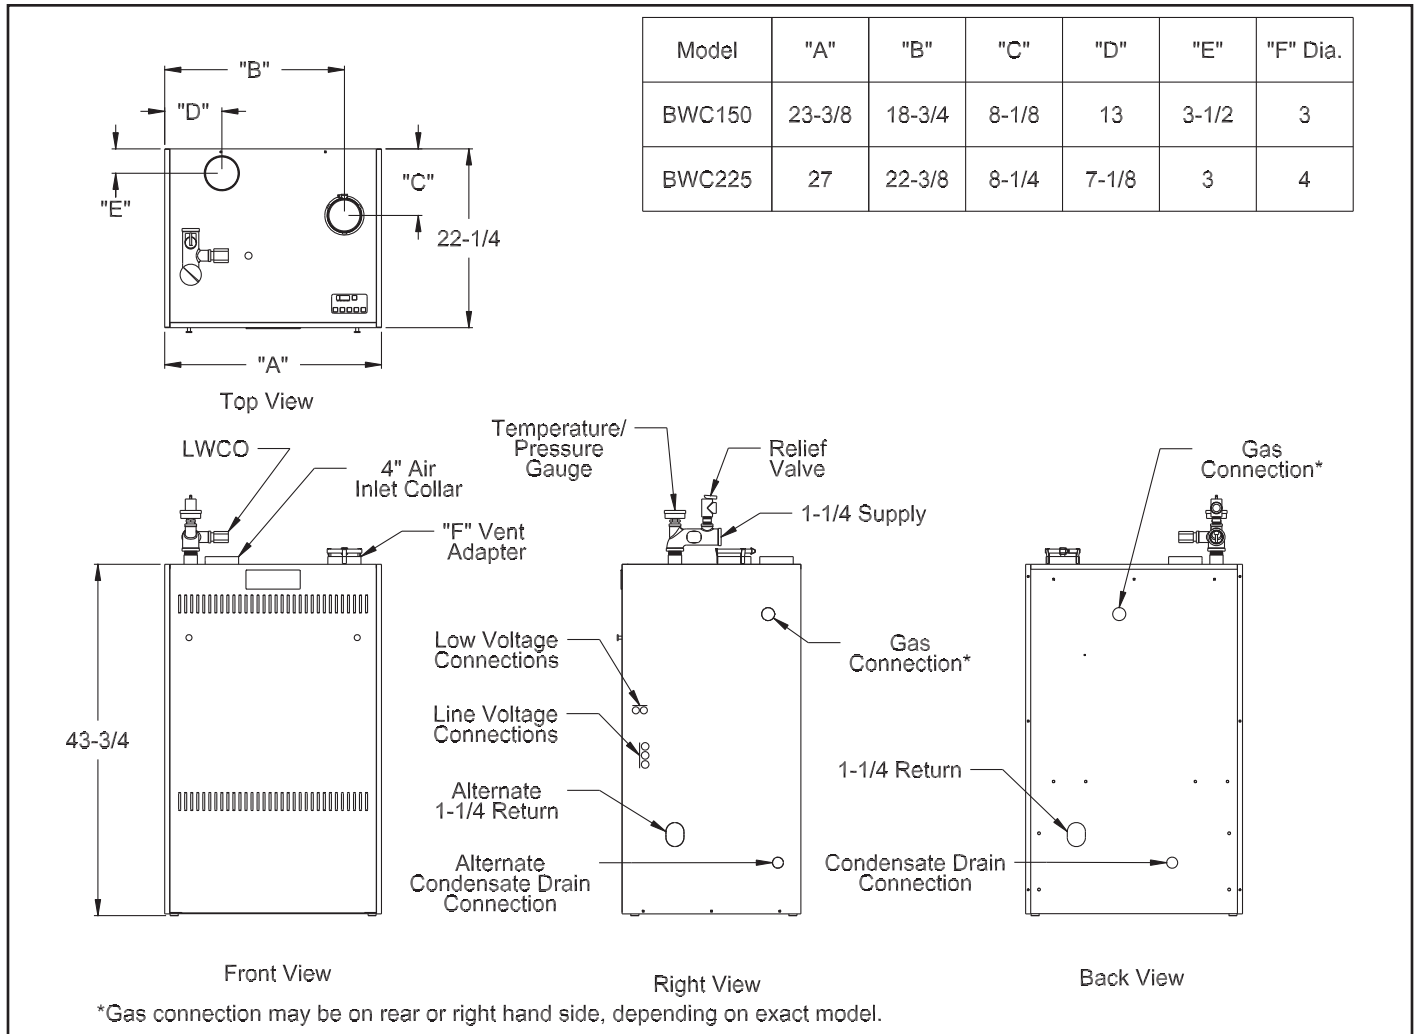 Model "A" "B" "C" "D" "E" "F" Dia.
BWC150 23-3/8 18-3/4 8-1/8 13 3-1/2 3
BWC225 27 22-3/8 8-1/4 7-1/8 3 4
"B"
"D"
"C"
"E"
22-1/4
"A"
Top View
LWCO
4" Air
Inlet Collar
"F" Vent
Adapter
43-3/4
Front View
Temperature/
Pressure
Gauge
Relief
Valve
1-1/4 Supply
Low Voltage
Connections
Gas
Connection*
Line Voltage
Connections
Alternate
1-1/4 Return
Alternate
Condensate Drain
Connection
Right View
Gas
Connection*
1-1/4 Return
Condensate Drain
Connection
Back View
*Gas connection may be on rear or right hand side, depending on exact model.